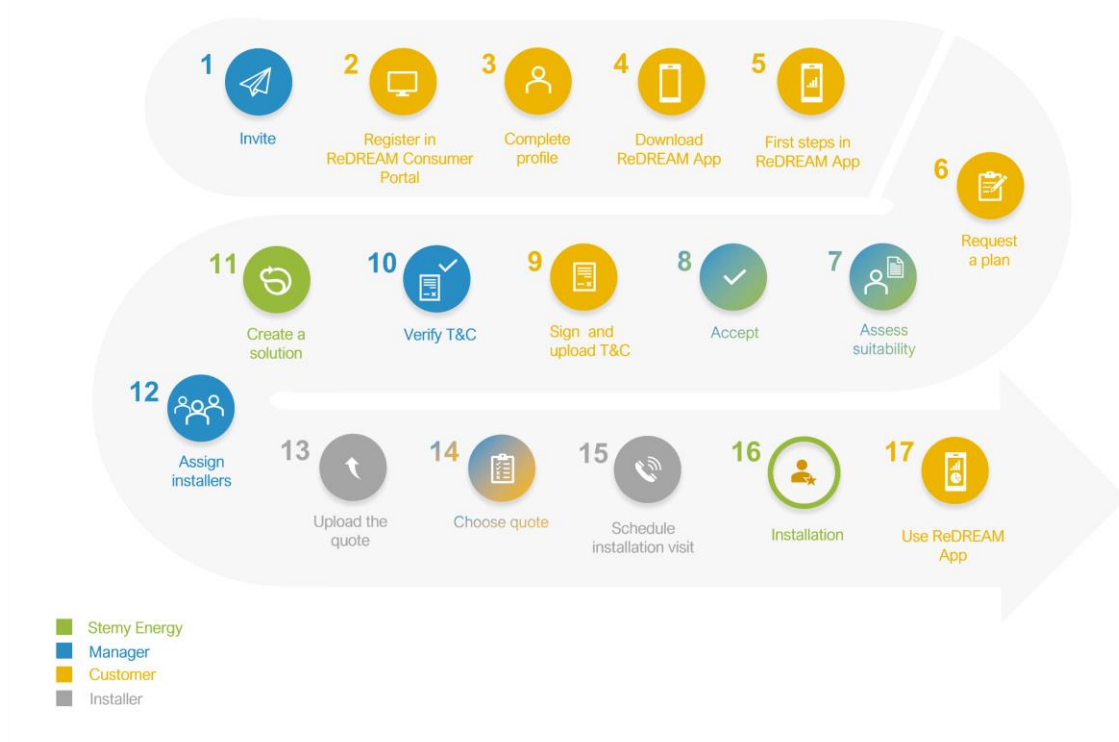 1
Invite
2
Register in
ReDREAM Consumer
Portal
3
Complete
profile
4
Download
ReDREAM App
5
First steps in
ReDREAM App
6
Request
a plan
7
Assess
suitability
8
Accept
9
Sign and
upload T&C
10
Verify T&C
11
Create a
solution
12
Assign
installers
13
Upload the
quote
14
Choose quote
15
Schedule
installation visit
16
Installation
17
Use ReDREAM
App
Stemy Energy
Manager
Customer
Installer